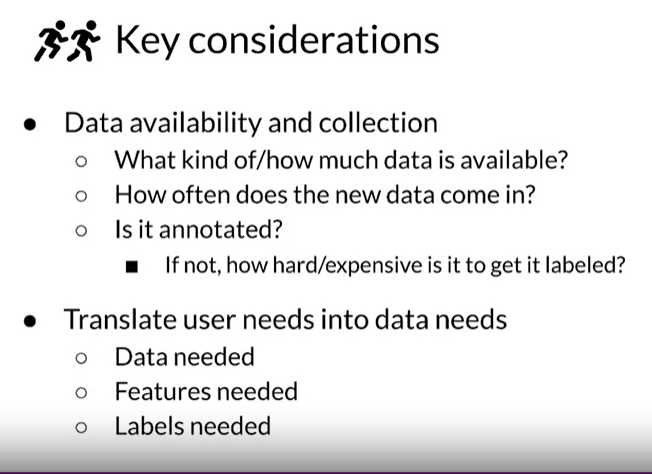 Key considerations
● Data availability and collection
○ What kind of/how much data is available?
○ How often does the new data come in?
○ Is it annotated?
■ If not, how hard/expensive is it to get it labeled?
● Translate user needs into data needs
○ Data needed
○ Features needed
○ Labels needed